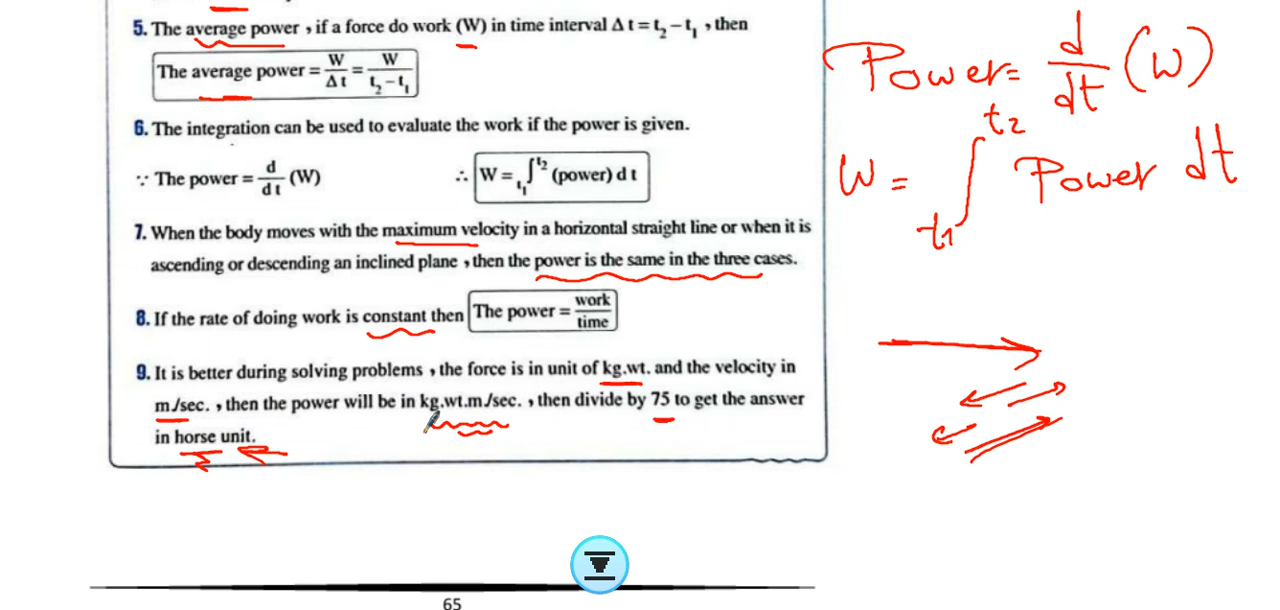 5. The average power , if a force do work (W) in time interval Δ t = t₂ – t₁ , then
The average power = W/Δt = W/(t₂ – t₁)
6. The integration can be used to evaluate the work if the power is given.
∵ The power = d/dt (W) ∴ W = ∫_{t₁}^{t₂} (power) d t
7. When the body moves with the maximum velocity in a horizontal straight line or when it is
ascending or descending an inclined plane , then the power is the same in the three cases.
8. If the rate of doing work is constant then The power = work/time
9. It is better during solving problems , the force is in unit of kg.wt. and the velocity in
m/sec. , then the power will be in kg.wt.m./sec. , then divide by 75 to get the answer
in horse unit.
65
Power = d/dt (W)
W = ∫_{t1}^{t2} Power dt